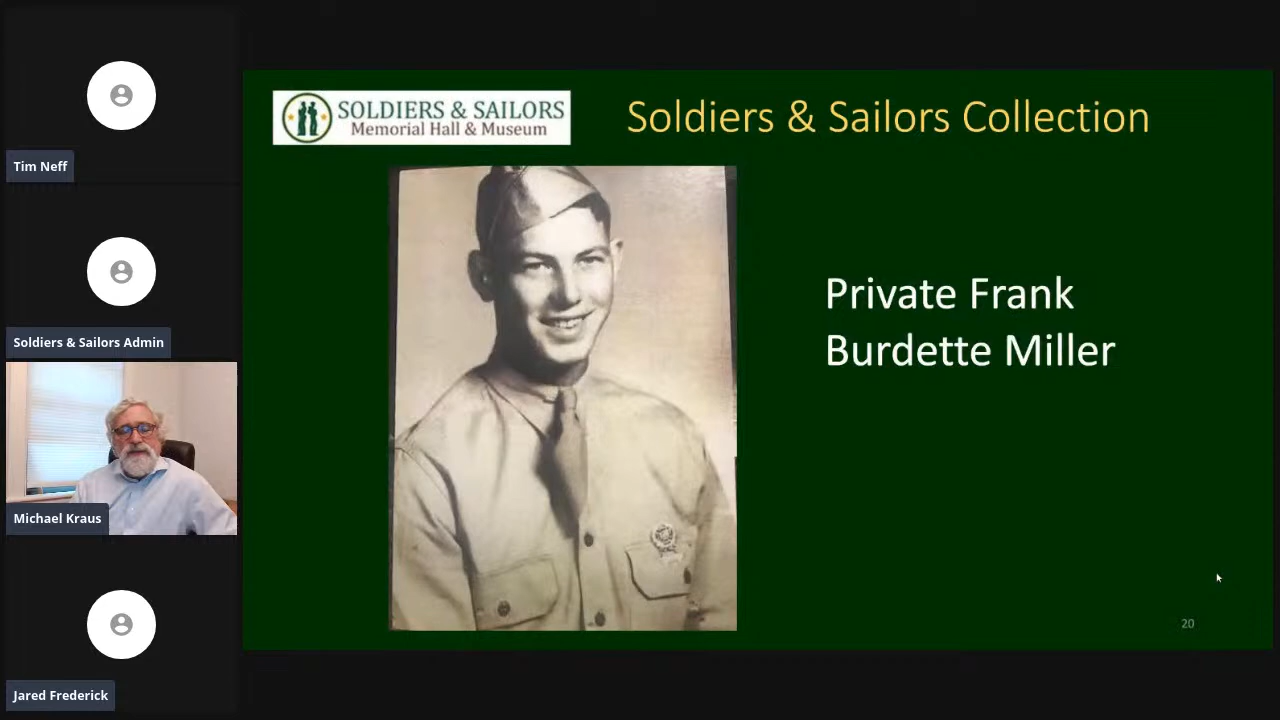 Tim Neff
Soldiers & Sailors Admin
Michael Kraus
Jared Frederick
SOLDIERS & SAILORS
Memorial Hall & Museum
Soldiers & Sailors Collection
Private Frank
Burdette Miller
20